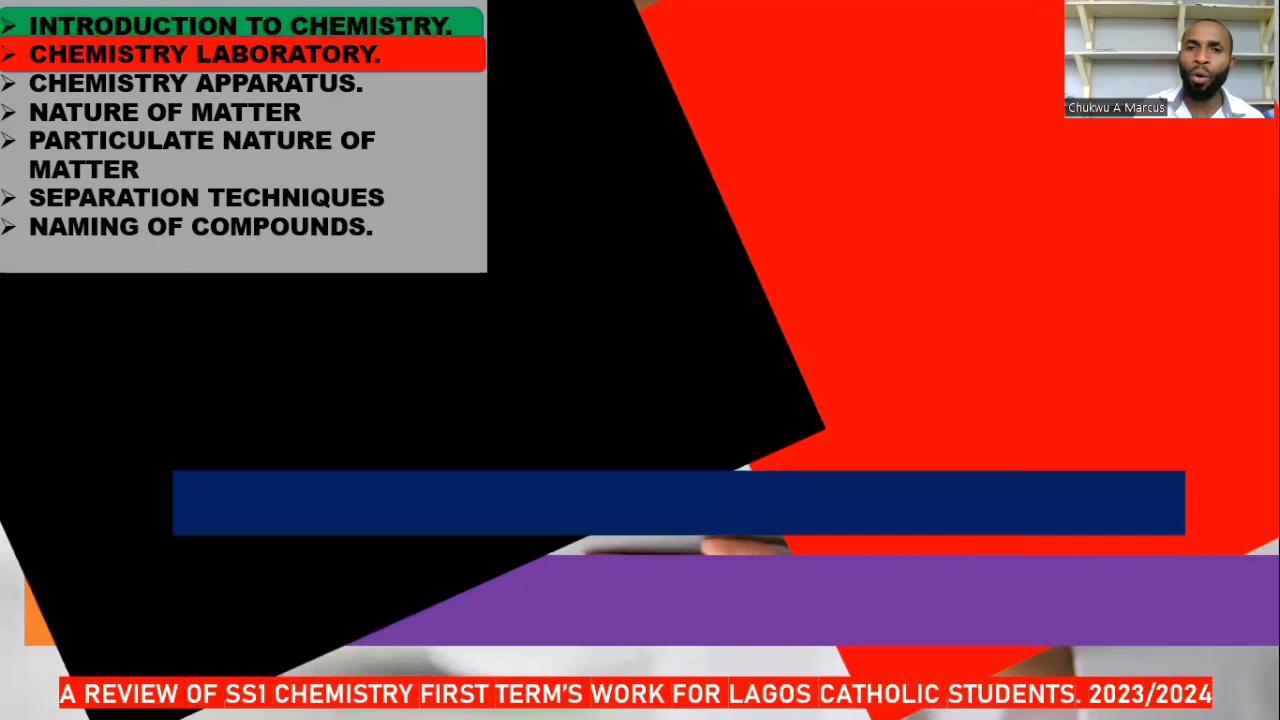 INTRODUCTION TO CHEMISTRY.
CHEMISTRY LABORATORY.
CHEMISTRY APPARATUS.
NATURE OF MATTER
PARTICULATE NATURE OF
MATTER
SEPARATION TECHNIQUES
NAMING OF COMPOUNDS.
Chukwu A Marcus
A REVIEW OF SS1 CHEMISTRY FIRST TERM'S WORK FOR LAGOS CATHOLIC STUDENTS. 2023/2024